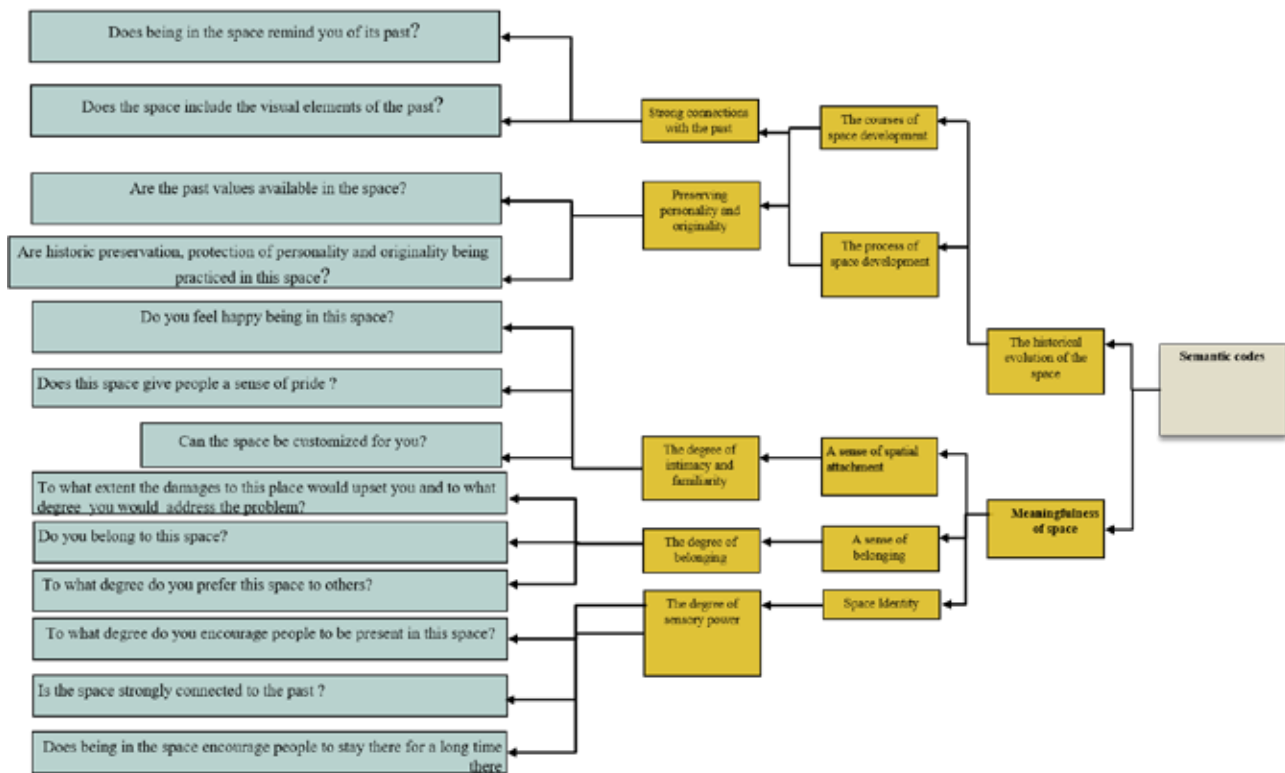 Does being in the space remind you of its past?
Does the space include the visual elements of the past?
Are the past values available in the space?
Are historic preservation, protection of personality and originality being
practiced in this space?
Do you feel happy being in this space?
Does this space give people a sense of pride ?
Can the space be customized for you?
To what extent the damages to this place would upset you and to what
degree you would address the problem?
Do you belong to this space?
To what degree do you prefer this space to others?
To what degree do you encourage people to be present in this space?
Is the space strongly connected to the past ?
Does being in the space encourage people to stay there for a long time
there
Strong connections
with the past
Preserving
personality and
originality
The degree of
intimacy and
familiarity
The degree of
belonging
The degree of
sensory power
The courses of
space development
The process of
space development
A sense of spatial
attachment
A sense of
belonging
Space Identity
The historical
evolution of the
space
Meaningfulness
of space
Semantic codes